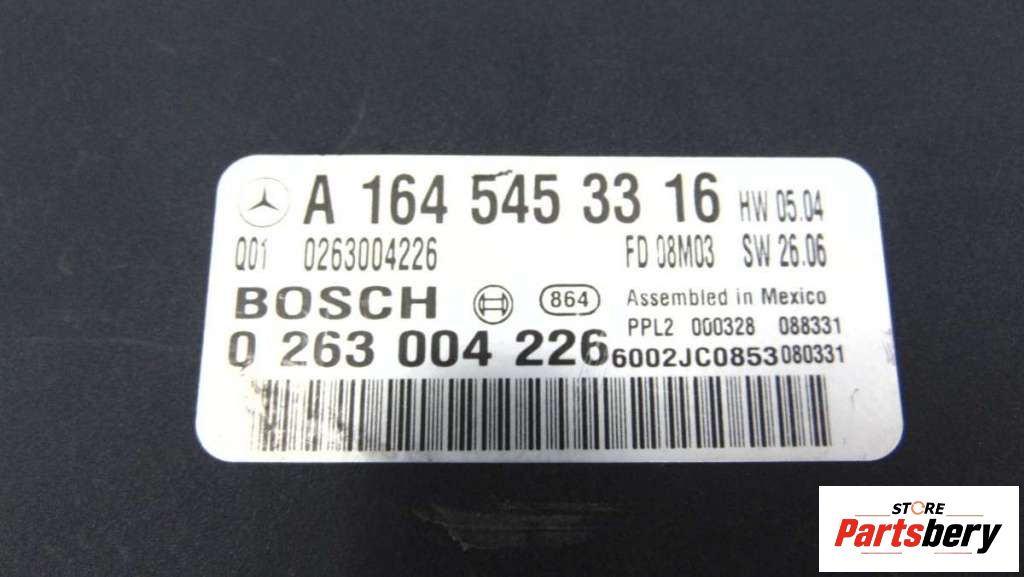 A 164 545 33 16 HW 05.04
Q01 0263004226 FD 08M03 SW 26.06
BOSCH 864 Assembled in Mexico
PPL2 000328 088331
0 263 004 226 6002JC0853 080331
STORE
Partsbery